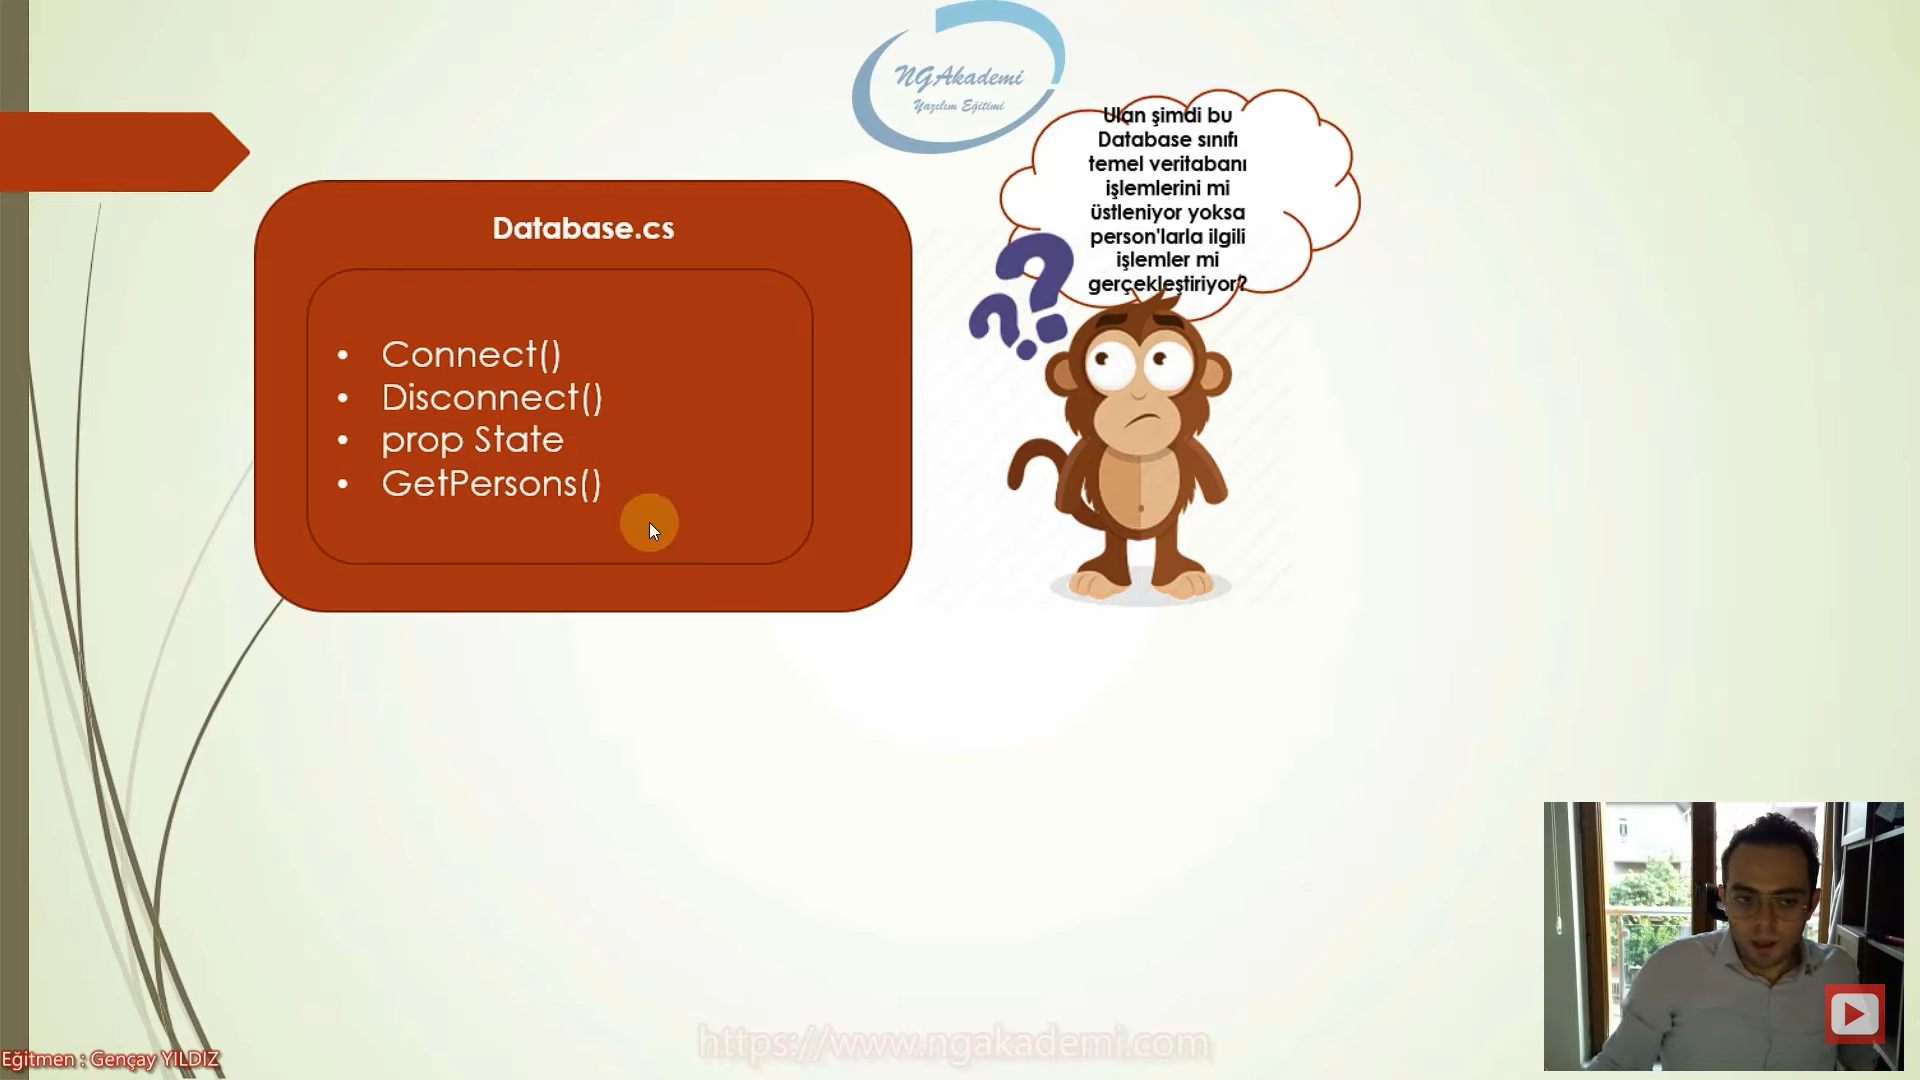 NGAkademi
Yazılım Eğitimi
Ulan şimdi bu
Database sınıfı
temel veritabanı
işlemlerini mi
üstleniyor yoksa
person'larla ilgili
işlemler mi
gerçekleştiriyor?
Database.cs
• Connect()
• Disconnect()
• prop State
• GetPersons()
https://www.ngakademi.com
Eğitmen : Gençay YILDIZ